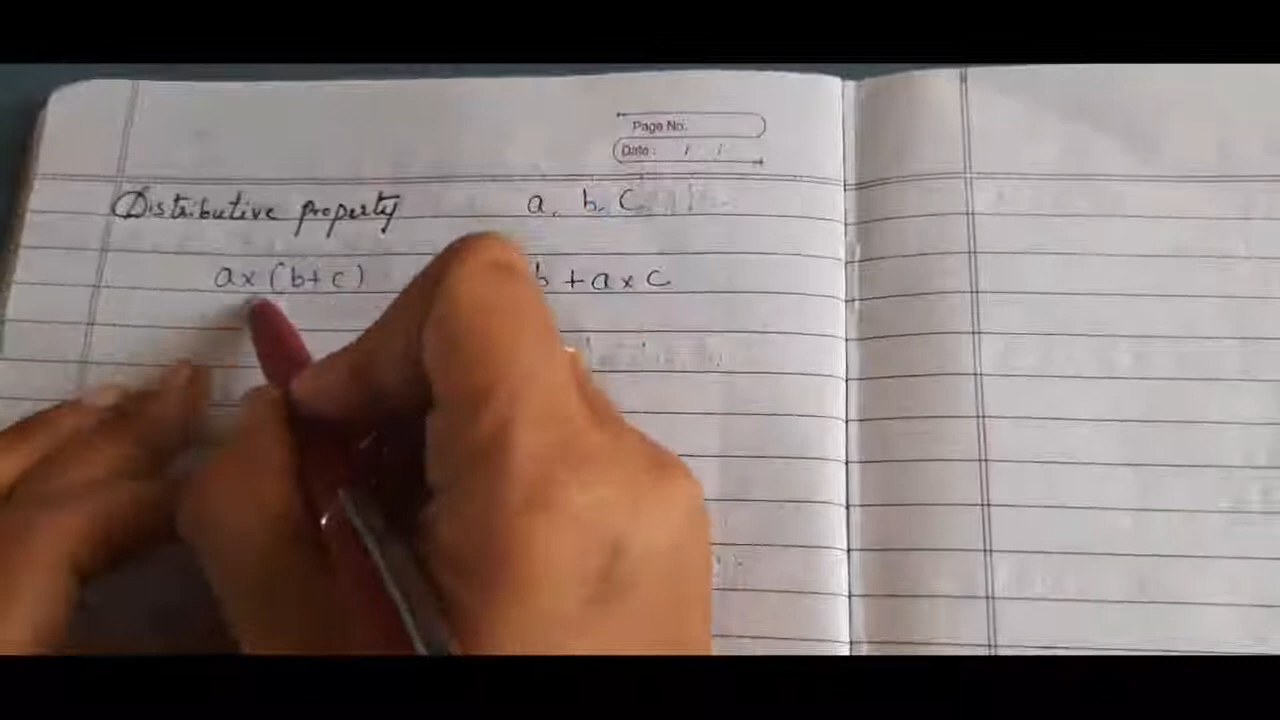 Page No.
Date : / /
Distributive property a, b, C
a x (b+c) b + a x C